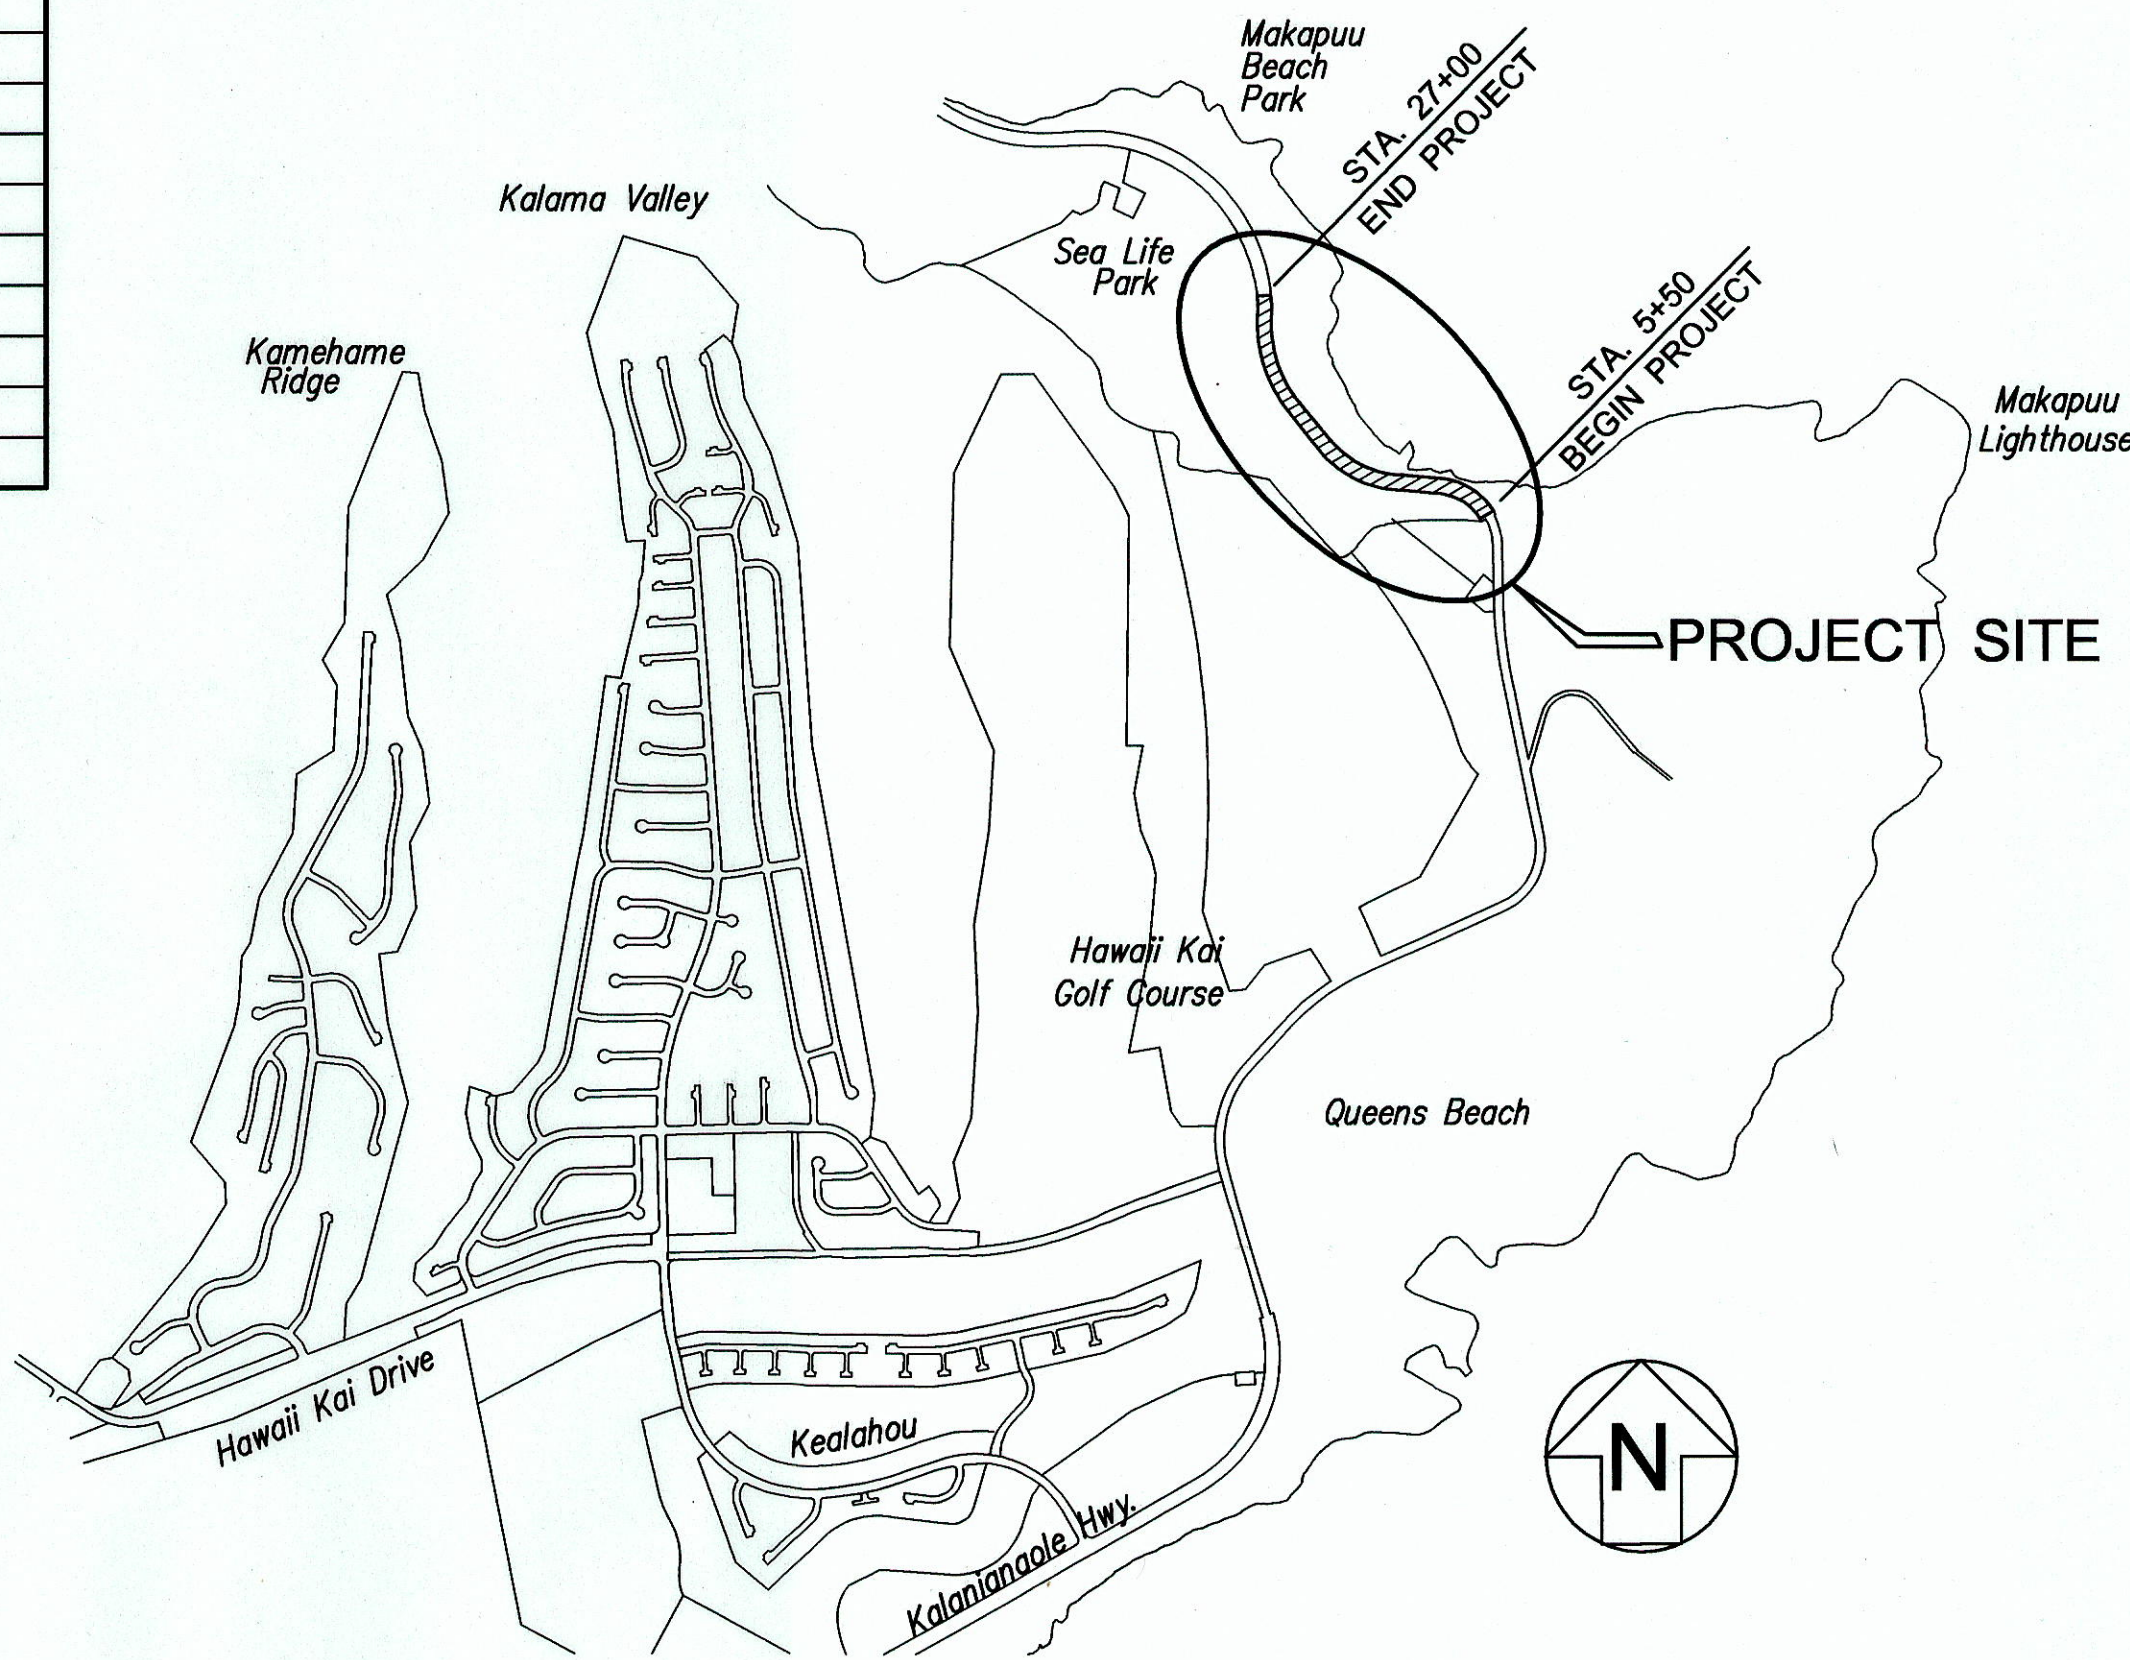 Makapuu
Beach
Park
STA. 27+00
END PROJECT
Kalama Valley
Sea Life
Park
STA. 5+50
BEGIN PROJECT
Kamehame
Ridge
Makapuu
Lighthouse
PROJECT SITE
Hawaii Kai
Golf Course
Queens Beach
Hawaii Kai Drive
Kealahou
Kalanianaole Hwy.
N